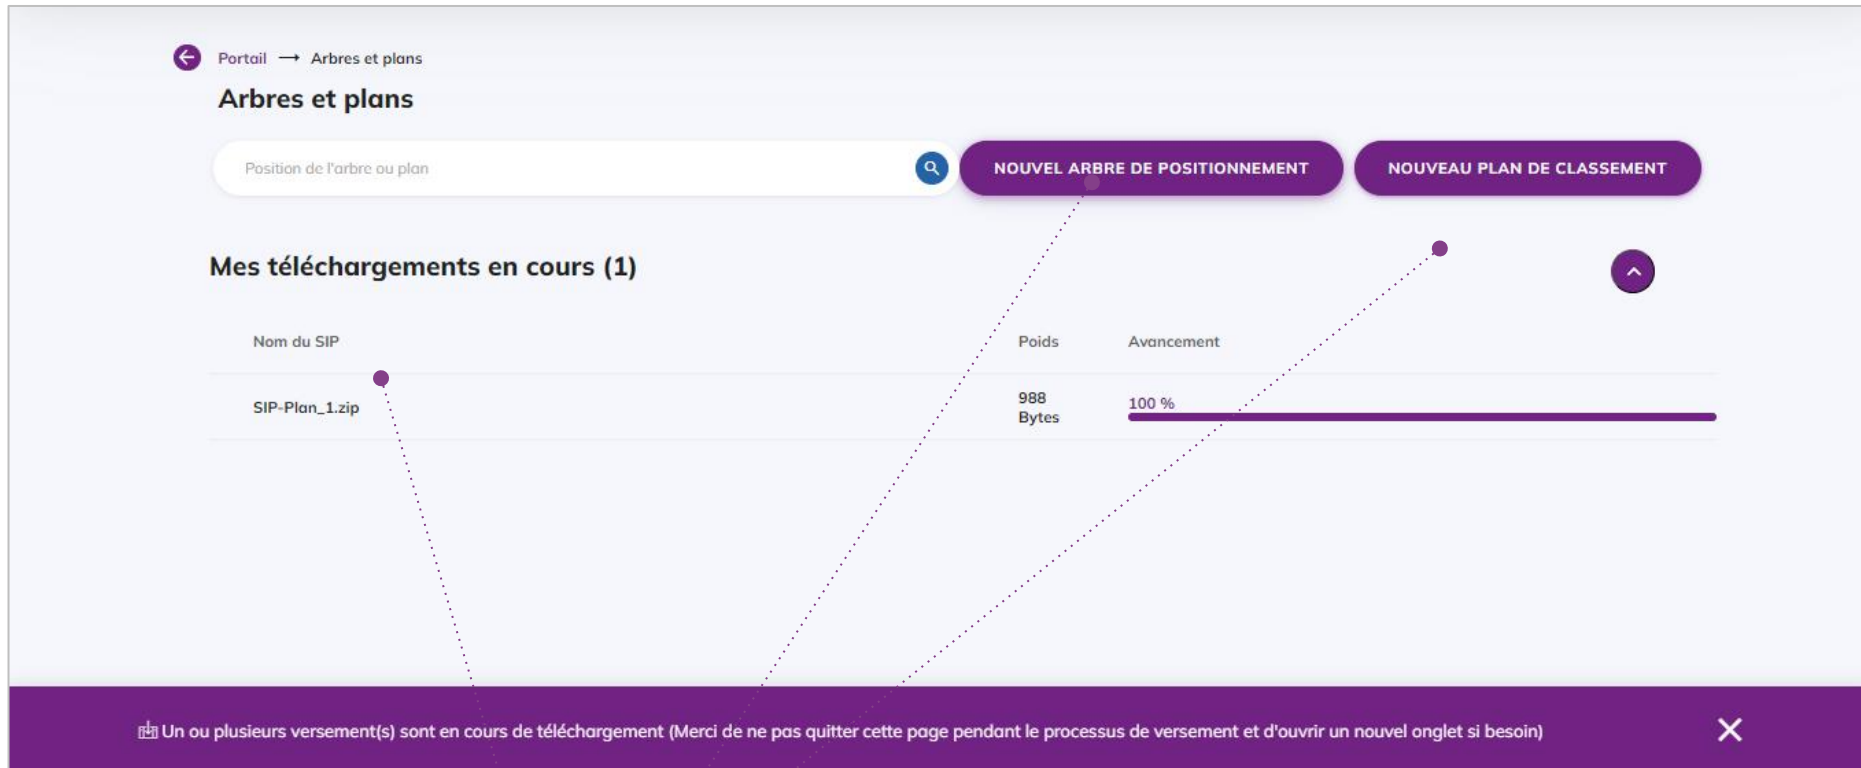 Portail → Arbres et plans
Arbres et plans
Position de l'arbre ou plan
NOUVEL ARBRE DE POSITIONNEMENT
NOUVEAU PLAN DE CLASSEMENT
Mes téléchargements en cours (1)
Nom du SIP Poids Avancement
SIP-Plan_1.zip
988
Bytes
100 %
Un ou plusieurs versement(s) sont en cours de téléchargement (Merci de ne pas quitter cette page pendant le processus de versement et d'ouvrir un nouvel onglet si besoin)